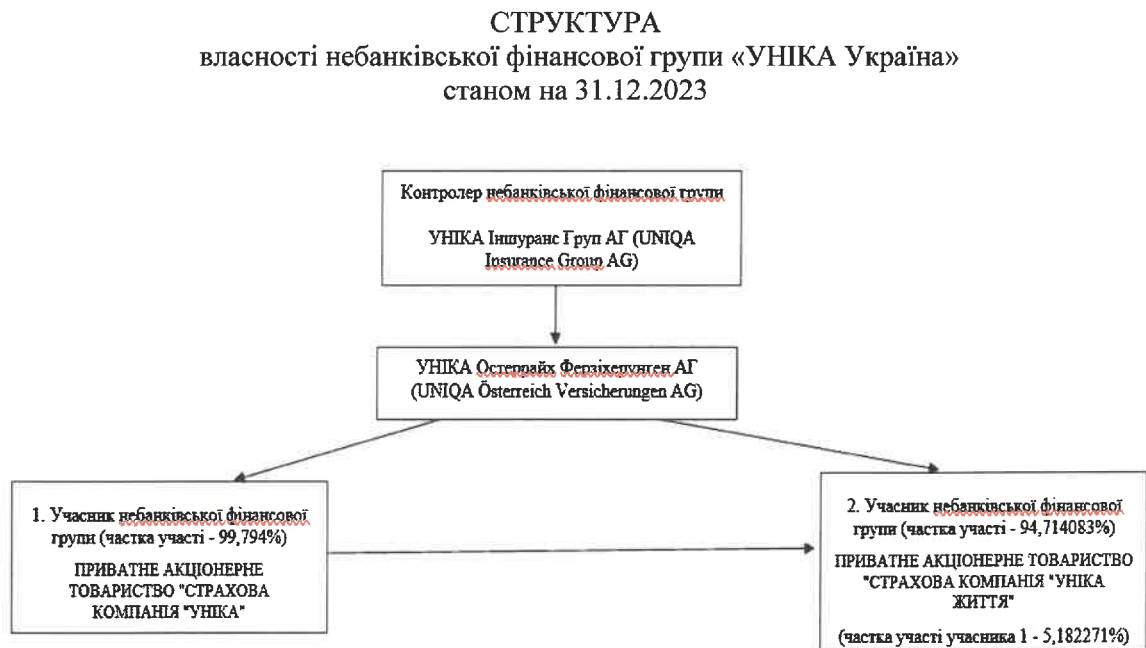 СТРУКТУРА
власності небанківської фінансової групи «УНІКА Україна»
станом на 31.12.2023
Контролер небанківської фінансової групи
УНІКА Іншуранс Груп АГ (UNIQA
Insurance Group AG)
УНІКА Остеррайх Ферзіхерунген АГ
(UNIQA Österreich Versicherungen AG)
1. Учасник небанківської фінансової
групи (частка участі - 99,794%)
ПРИВАТНЕ АКЦІОНЕРНЕ
ТОВАРИСТВО "СТРАХОВА
КОМПАНІЯ "УНІКА"
2. Учасник небанківської фінансової
групи (частка участі - 94,714083%)
ПРИВАТНЕ АКЦІОНЕРНЕ ТОВАРИСТВО
"СТРАХОВА КОМПАНІЯ "УНІКА
ЖИТТЯ"
(частка участі учасника 1 - 5,182271%)